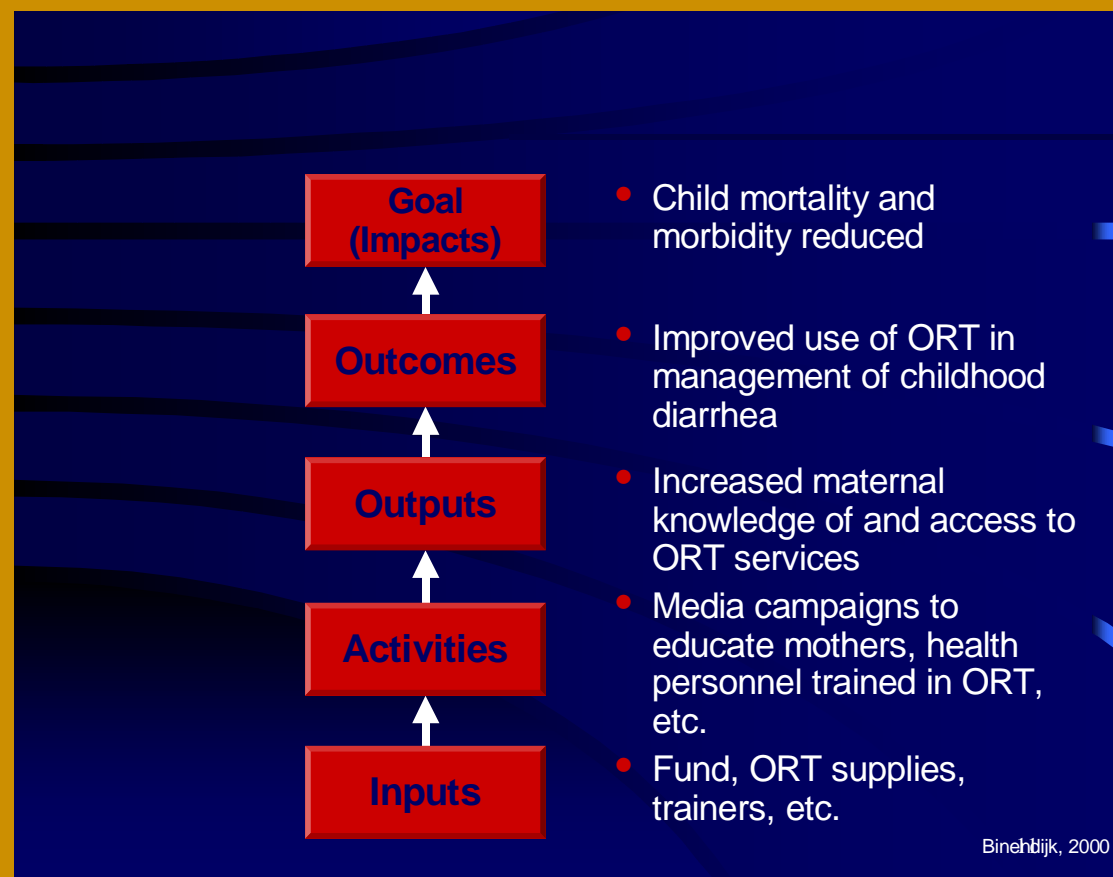 Goal
(Impacts)
• Child mortality and
morbidity reduced
Outcomes
• Improved use of ORT in
management of childhood
diarrhea
Outputs
• Increased maternal
knowledge of and access to
ORT services
Activities
• Media campaigns to
educate mothers, health
personnel trained in ORT,
etc.
Inputs
• Fund, ORT supplies,
trainers, etc.
2000